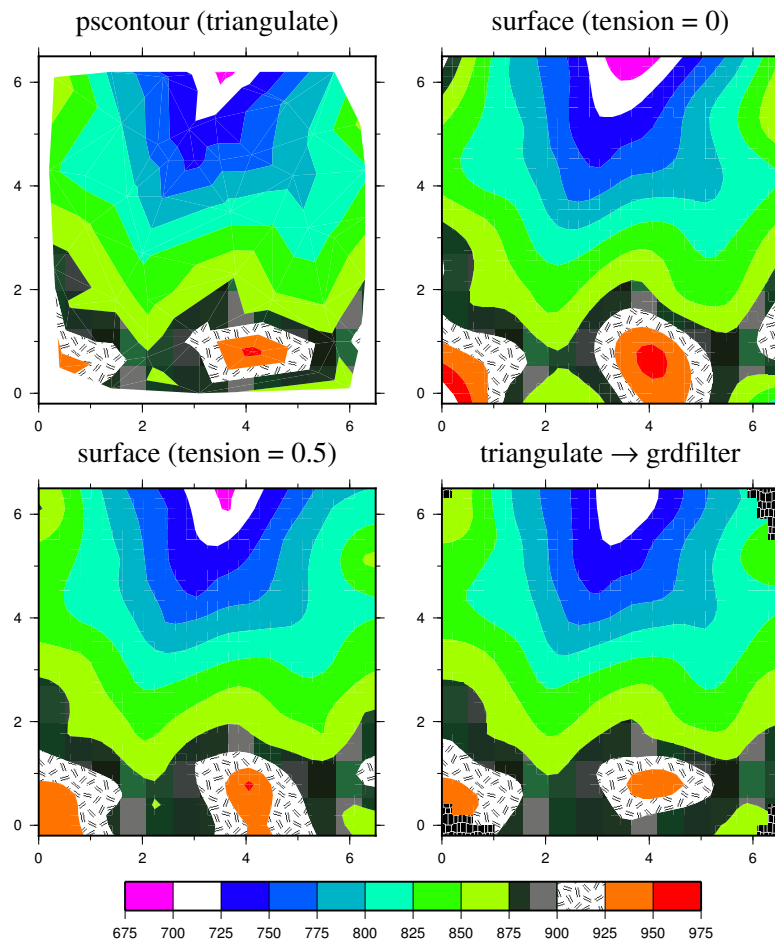 pscontour (triangulate)
surface (tension = 0)
6
4
2
0
0 2 4 6
6
4
2
0
0 2 4 6
surface (tension = 0.5)
triangulate → grdfilter
6
4
2
0
0 2 4 6
6
4
2
0
0 2 4 6
675 700 725 750 775 800 825 850 875 900 925 950 975